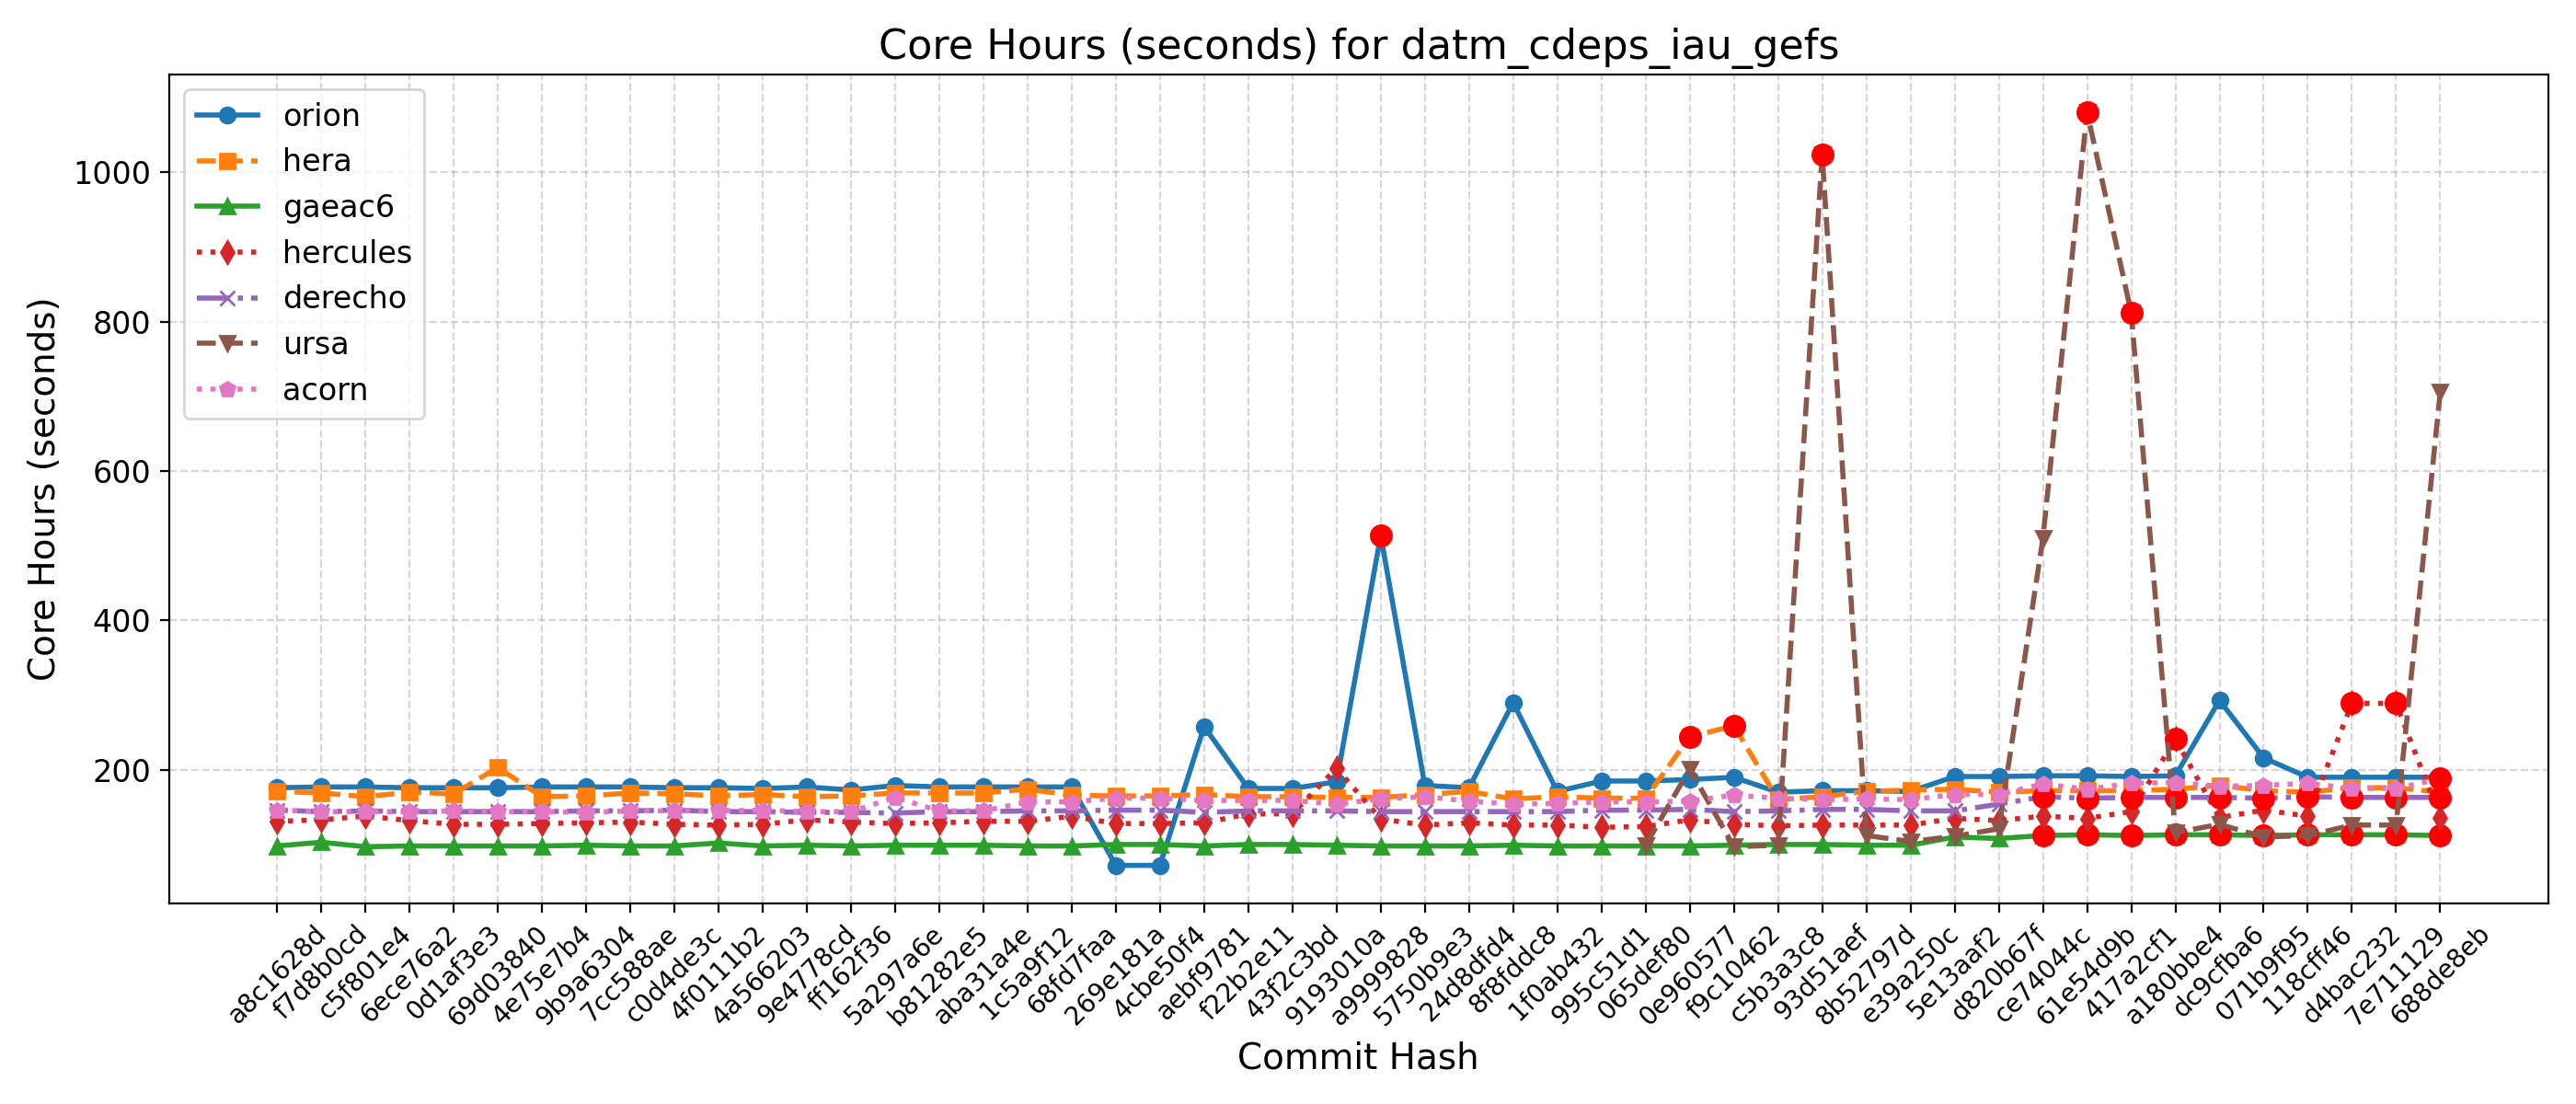 Core Hours (seconds) for datm_cdeps_iau_gefs
orion
hera
gaeac6
hercules
derecho
ursa
acorn
Core Hours (seconds)
1000
800
600
400
200
a8c1628d
f7d8b0cd
c5f801e4
6ece76a2
0d1af3e3
69d03840
4e75e7b4
9b9a6304
7cc588ae
c0d4de3c
4f0111b2
4a566203
9e4778cd
ff162f36
5a297a6e
b81282e5
aba31a4e
1c5a9f12
68fd7faa
269e181a
4cbe50f4
aebf9781
f22b2e11
43f2c3bd
9193010a
a9999828
5750b9e3
24d8dfd4
8f8fddc8
1f0ab432
995c51d1
065def80
0e960577
f9c10462
c5b3a3c8
93d51aef
8b52797d
e39a250c
5e13aaf2
d820b67f
ce74044c
61e54d9b
417a2cf1
a180bbe4
dc9cfba6
071b9f95
118cff46
d4bac232
7e711129
688de8eb
Commit Hash